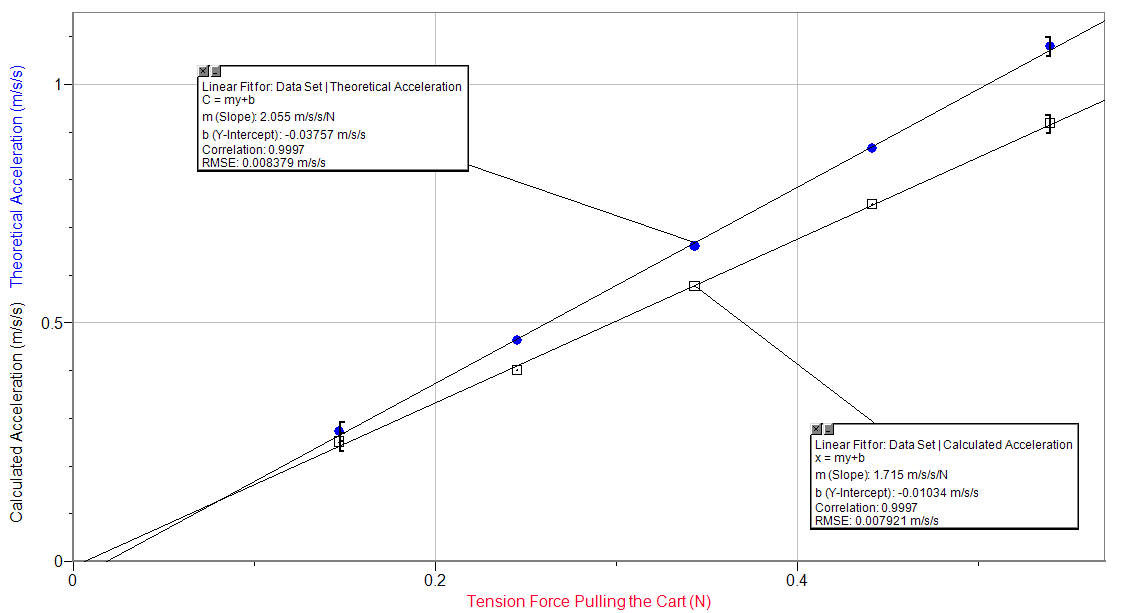 Theoretical Acceleration (m/s/s)
Calculated Acceleration (m/s/s)
1
0.5
0
Linear Fit for: Data Set | Theoretical Acceleration
C = my+b
m (Slope): 2.055 m/s/s/N
b (Y-Intercept): -0.03757 m/s/s
Correlation: 0.9997
RMSE: 0.008379 m/s/s
Linear Fit for: Data Set | Calculated Acceleration
x = my+b
m (Slope): 1.715 m/s/s/N
b (Y-Intercept): -0.01034 m/s/s
Correlation: 0.9997
RMSE: 0.007921 m/s/s
0
0.2
0.4
Tension Force Pulling the Cart (N)